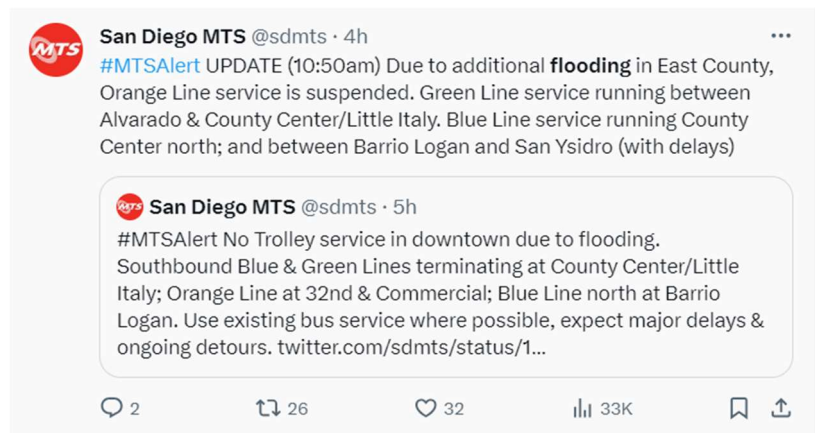 MTS
San Diego MTS @sdmts · 4h
#MTSAlert UPDATE (10:50am) Due to additional flooding in East County,
Orange Line service is suspended. Green Line service running between
Alvarado & County Center/Little Italy. Blue Line service running County
Center north; and between Barrio Logan and San Ysidro (with delays)
MTS San Diego MTS @sdmts · 5h
#MTSAlert No Trolley service in downtown due to flooding.
Southbound Blue & Green Lines terminating at County Center/Little
Italy; Orange Line at 32nd & Commercial; Blue Line north at Barrio
Logan. Use existing bus service where possible, expect major delays &
ongoing detours. twitter.com/sdmts/status/1...
2 26 32 33K